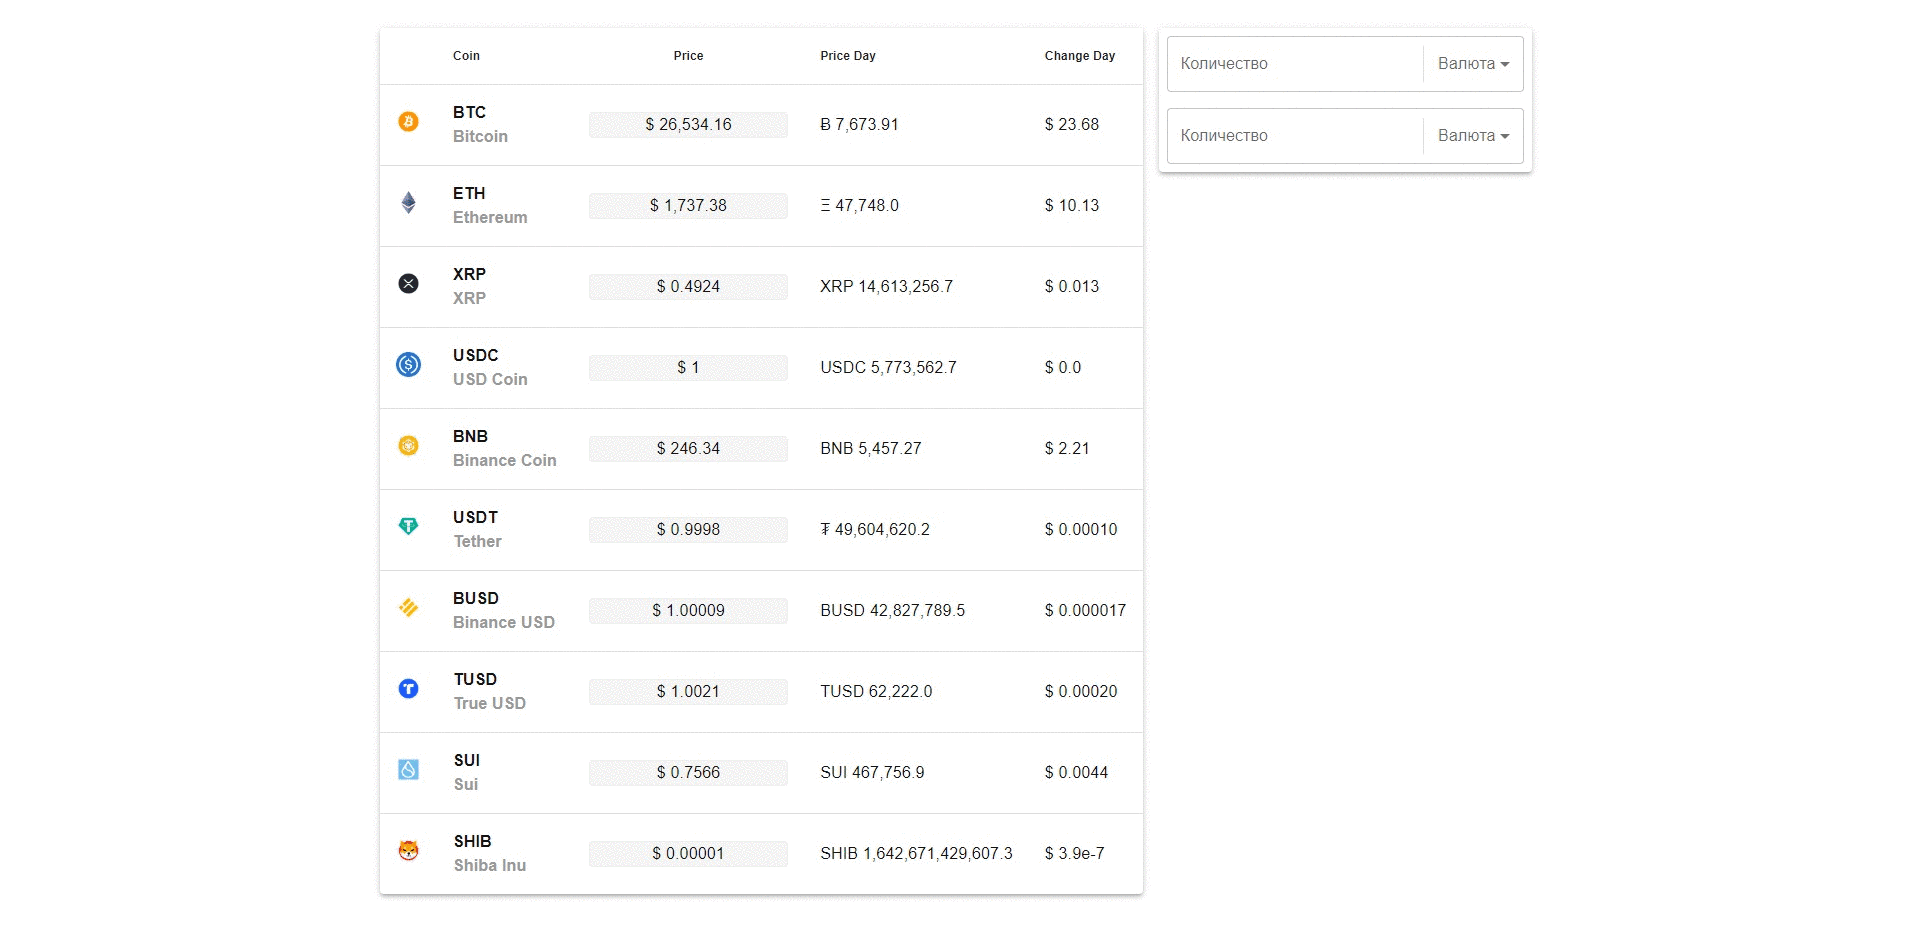 Coin Price Price Day Change Day
BTC
Bitcoin
$ 26,534.16 Ƀ 7,673.91 $ 23.68
ETH
Ethereum
$ 1,737.38 Ξ 47,748.0 $ 10.13
XRP
XRP
$ 0.4924 XRP 14,613,256.7 $ 0.013
USDC
USD Coin
$ 1 USDC 5,773,562.7 $ 0.0
BNB
Binance Coin
$ 246.34 BNB 5,457.27 $ 2.21
USDT
Tether
$ 0.9998 ₮ 49,604,620.2 $ 0.00010
BUSD
Binance USD
$ 1.00009 BUSD 42,827,789.5 $ 0.000017
TUSD
True USD
$ 1.0021 TUSD 62,222.0 $ 0.00020
SUI
Sui
$ 0.7566 SUI 467,756.9 $ 0.0044
SHIB
Shiba Inu
$ 0.00001 SHIB 1,642,671,429,607.3 $ 3.9e-7
Количество Валюта
Количество Валюта